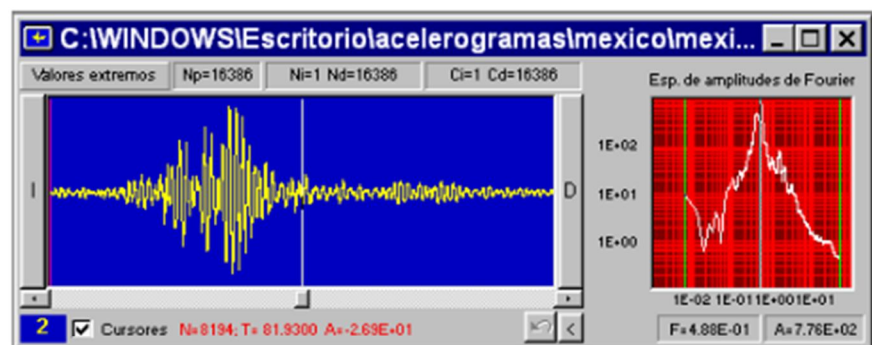 C:\WINDOWS\Escritorio\acelerogramas\mexico\mexi...
Valores extremos Np=16386 Ni=1 Nd=16386 Ci=1 Cd=16386
Esp. de amplitudes de Fourier
I
D
1E+02
1E+01
1E+00
1E-02 1E-01 1E+00 1E+01
2 Cursores N=8194; T= 81.9300 A=-2.69E+01 <
F=4.88E-01 A=7.76E+02